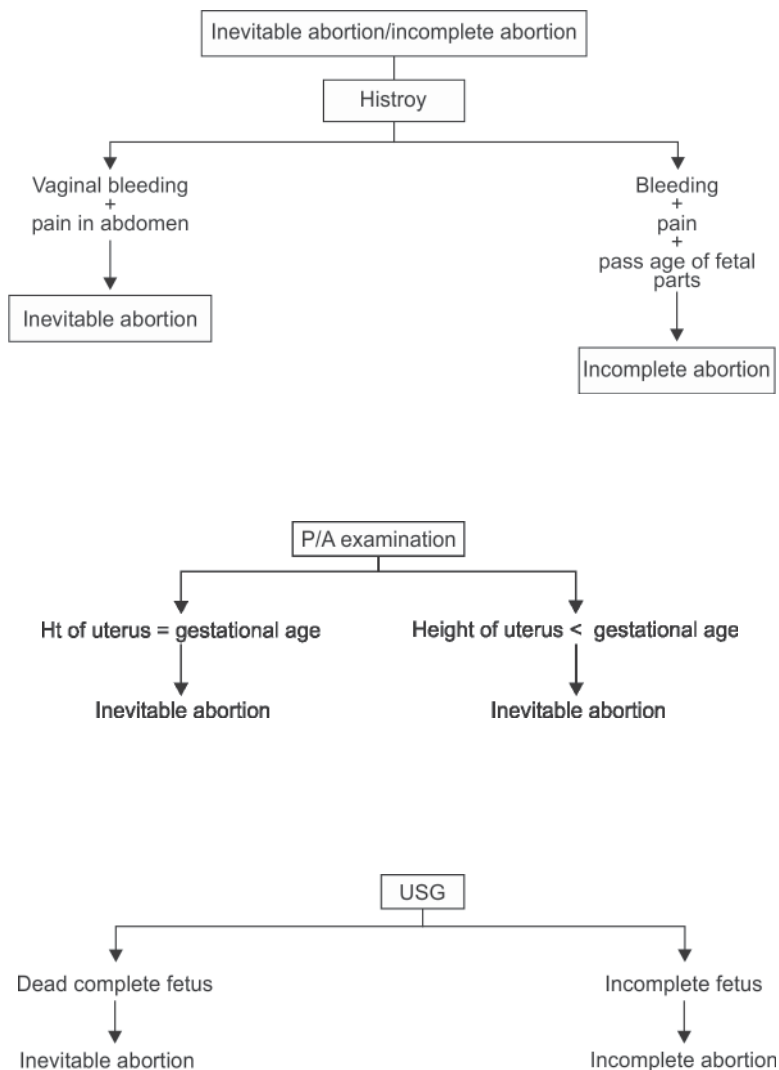 Inevitable abortion/incomplete abortion
Histroy
Vaginal bleeding
+
pain in abdomen
Inevitable abortion
Bleeding
+
pain
+
pass age of fetal
parts
Incomplete abortion
P/A examination
Ht of uterus = gestational age
Height of uterus < gestational age
Inevitable abortion
Inevitable abortion
USG
Dead complete fetus
Incomplete fetus
Inevitable abortion
Incomplete abortion